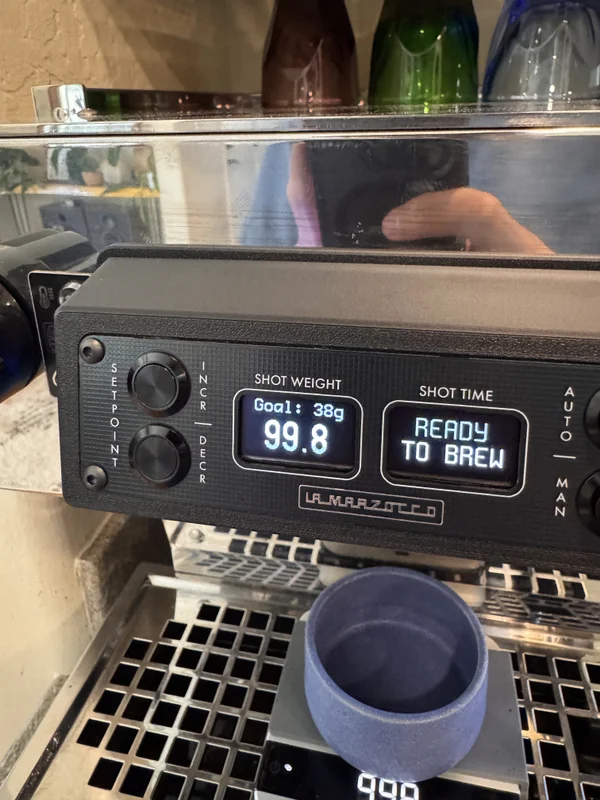 SETPOINT
INCR
DECR
SHOT WEIGHT
Goal: 38g
99.8
SHOT TIME
READY
TO BREW
AUTO
MAN
LA MARZOCCO